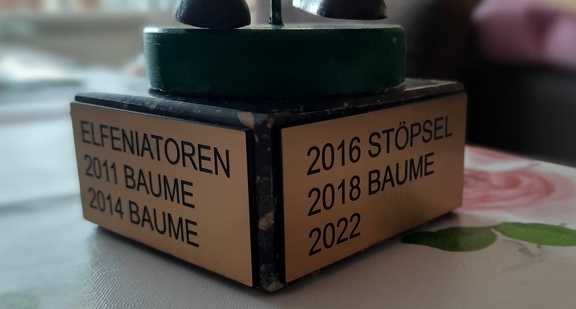 ELFENIATOREN
2011 BAUME
2014 BAUME
2016 STÖPSEL
2018 BAUME
2022